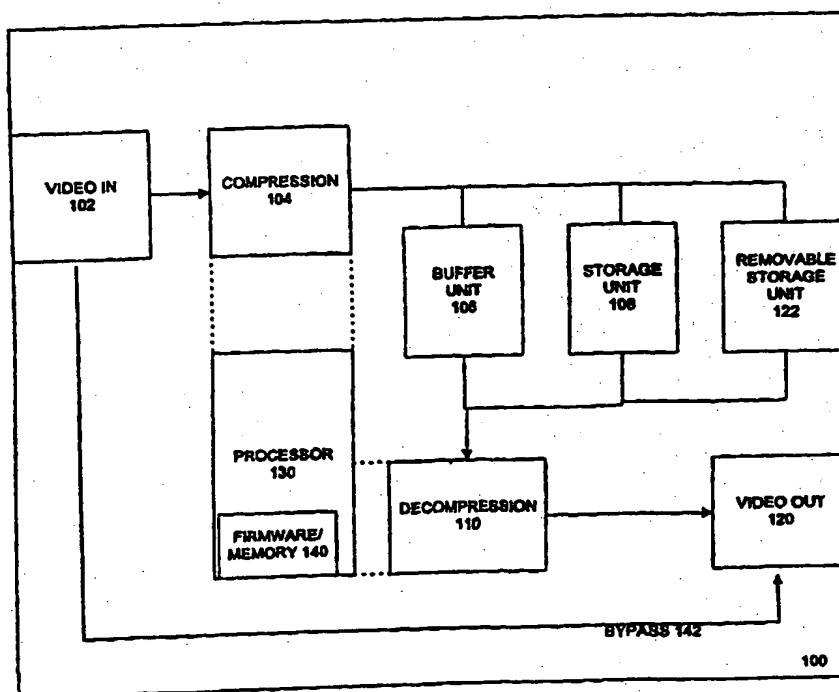 VIDEO IN
102
COMPRESSION
104
BUFFER
UNIT
106
STORAGE
UNIT
108
REMOVABLE
STORAGE
UNIT
122
PROCESSOR
130
FIRMWARE/
MEMORY 140
DECOMPRESSION
110
VIDEO OUT
120
BYPASS 142
100